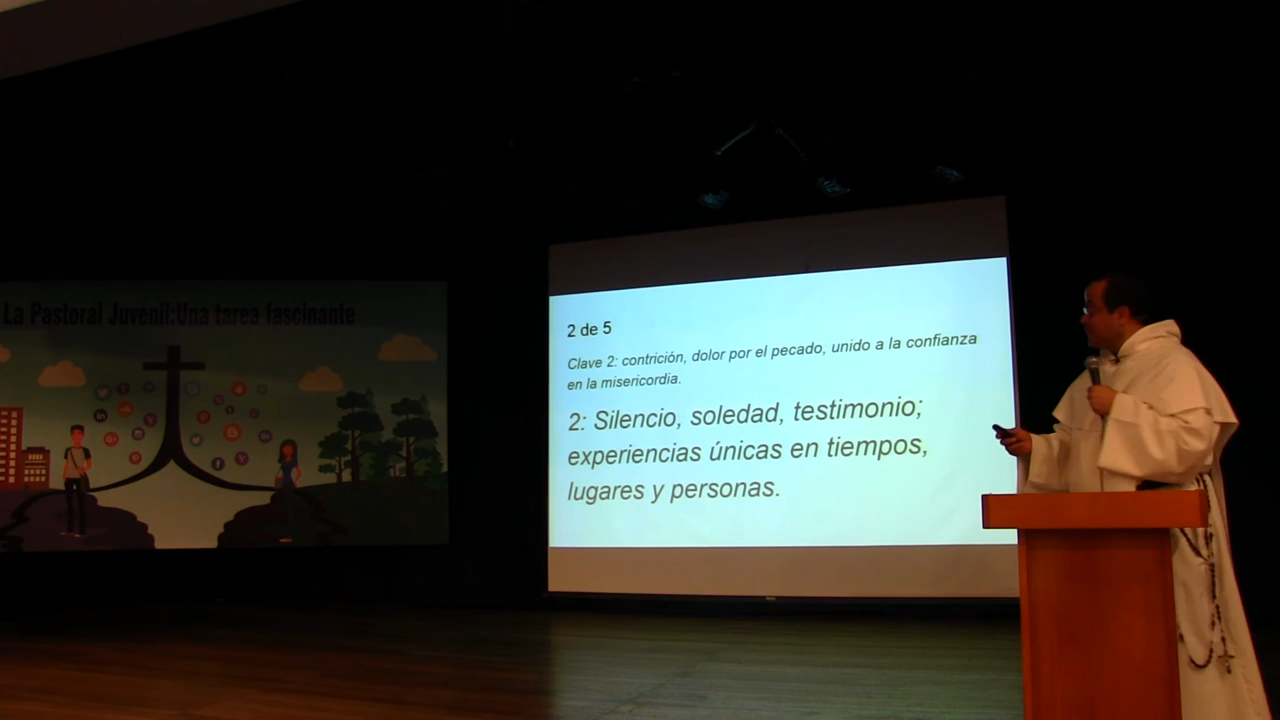 La Pastoral Juvenil:Una tarea fascinante
2 de 5
Clave 2: contrición, dolor por el pecado, unido a la confianza
en la misericordia.
2: Silencio, soledad, testimonio;
experiencias únicas en tiempos,
lugares y personas.